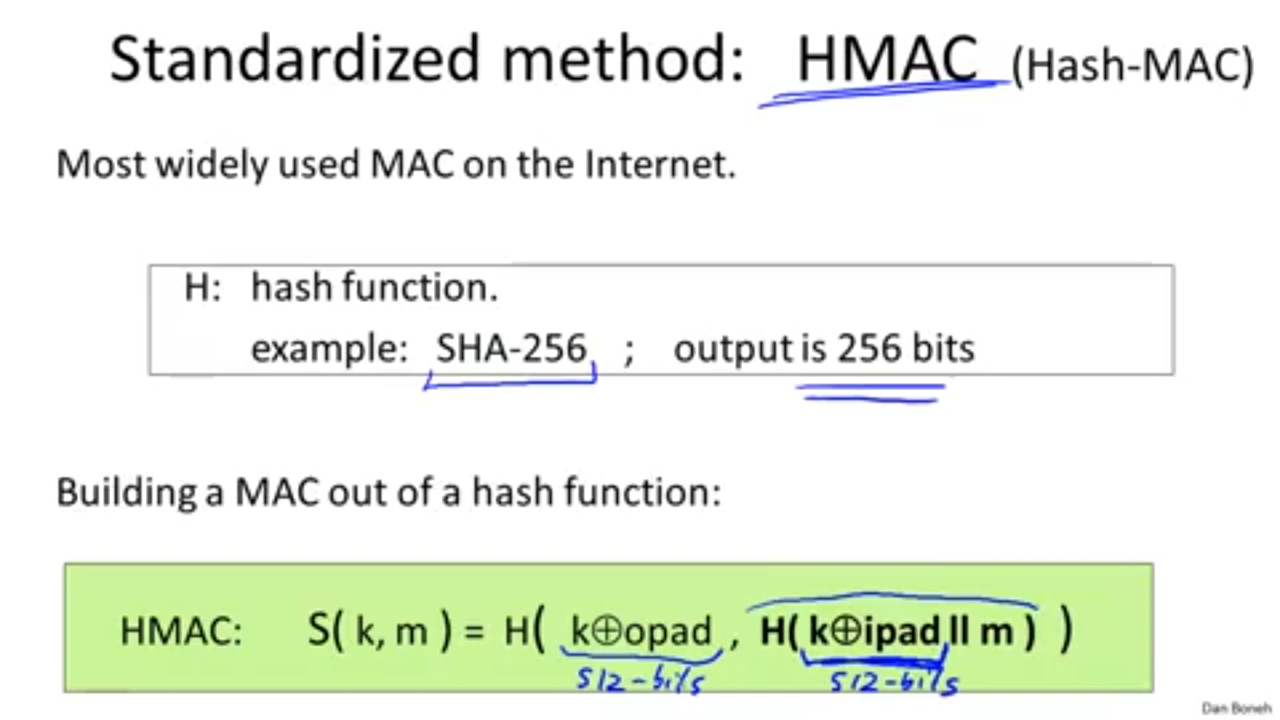 Standardized method: HMAC (Hash-MAC)
Most widely used MAC on the Internet.
H: hash function.
example: SHA-256 ; output is 256 bits
Building a MAC out of a hash function:
HMAC: S( k, m ) = H( k⊕opad , H( k⊕ipad ll m ) )
512-bits 512-bits
Dan Boneh